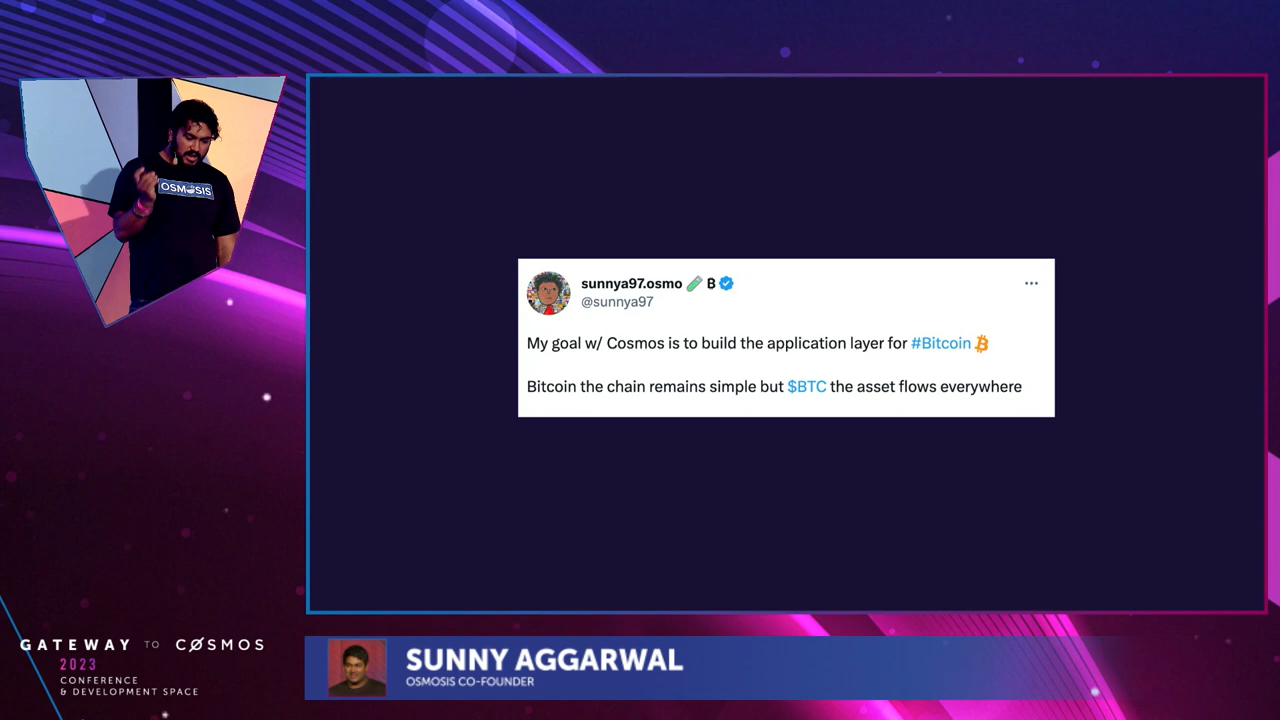 OSMOSIS
sunnya97.osmo 🧪 ₿
@sunnya97
My goal w/ Cosmos is to build the application layer for #Bitcoin
Bitcoin the chain remains simple but $BTC the asset flows everywhere
GATEWAY TO COSMOS
2023
CONFERENCE
& DEVELOPMENT SPACE
SUNNY AGGARWAL
OSMOSIS CO-FOUNDER